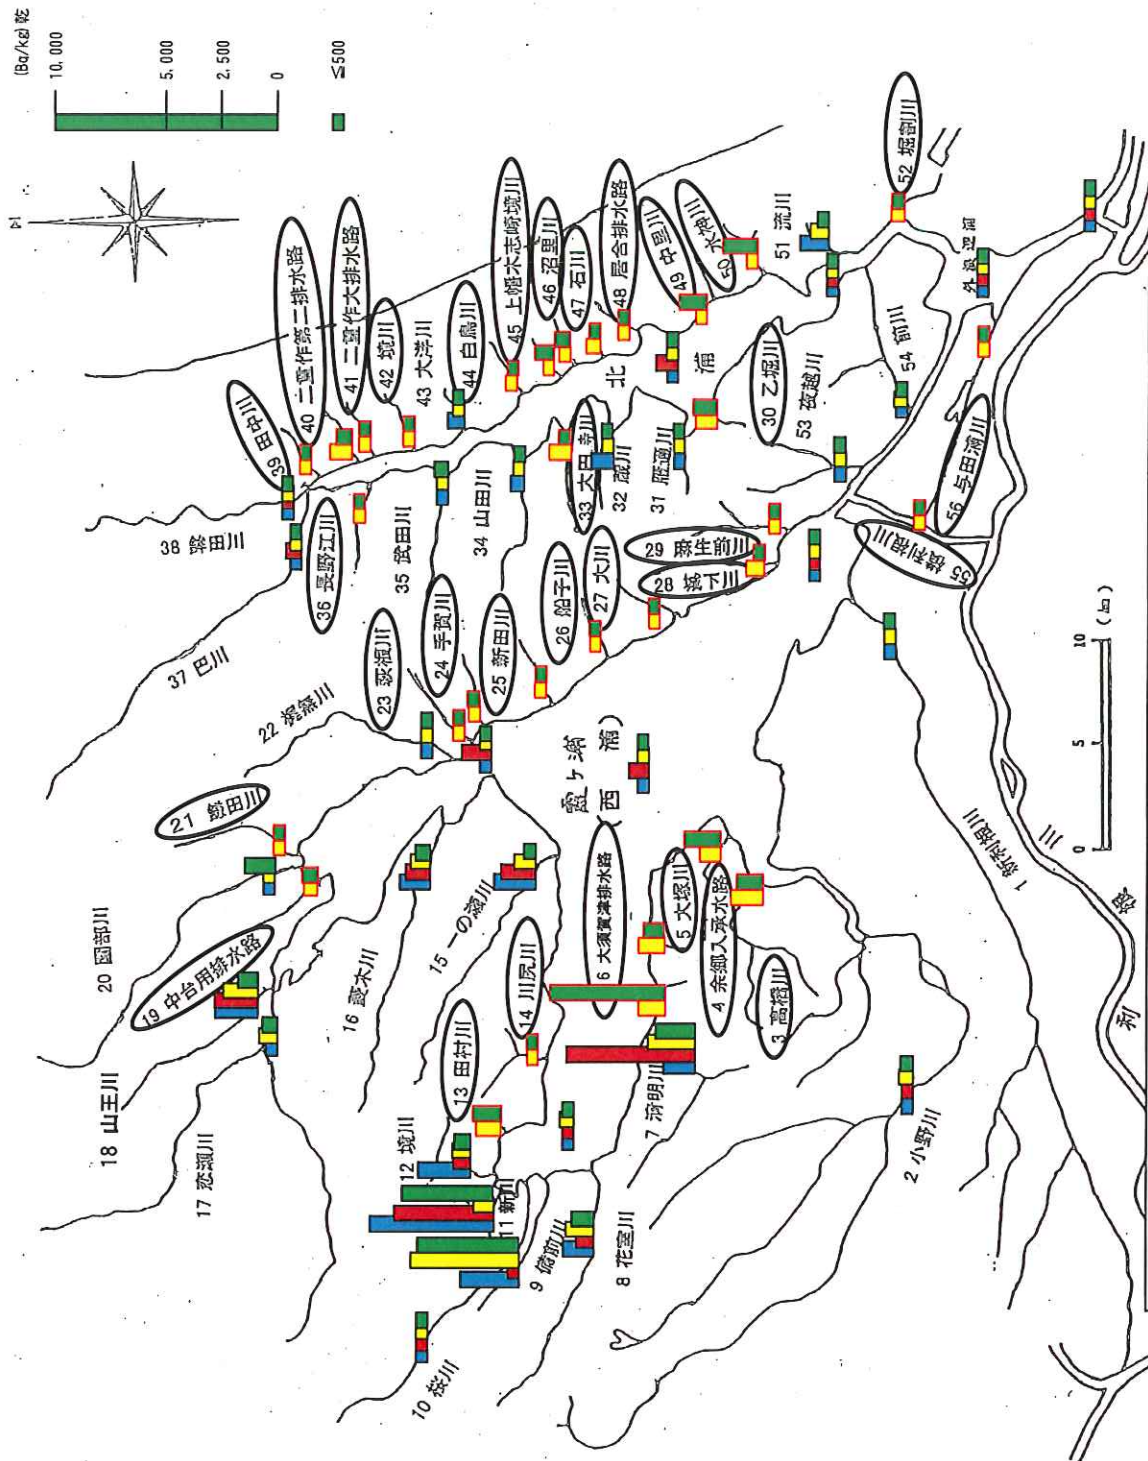 (Bq/kg)乾
10,000
5,000
2,500
0
≦500
N
1 新利根川
2 小野川
3 高橋川
4 余郷入承水路
5 大塚川
6 大須賀津排水路
7 清明川
8 花室川
9 備前川
10 桜川
11 新川
12 境川
13 田村川
14 川尻川
15 一の瀬川
16 菱木川
17 恋瀬川
18 山王川
19 中台用排水路
20 園部川
21 鎌田川
22 梶無川
23 荻根川
24 手賀川
25 新田川
26 船子川
27 大川
28 城下川
29 麻生前川
30 乙堀川
31 雁通川
32 蔵川
33 大田寺川
34 山田川
35 武田川
36 長野江川
37 巴川
38 鉾田川
39 田中川
40 二重作第二排水路
41 二重作大排水路
42 境川
43 大洋川
44 白鳥川
45 上幡木志崎境川
46 沼里川
47 石川
48 居合排水路
49 中里川
50 水神川
51 流川
52 堀割川
53 夜越川
54 前川
55 横利根川
56 与田浦川
外浪逆浦
北浦
霞ヶ浦
(西浦)
利根川
0
5
10
(km)